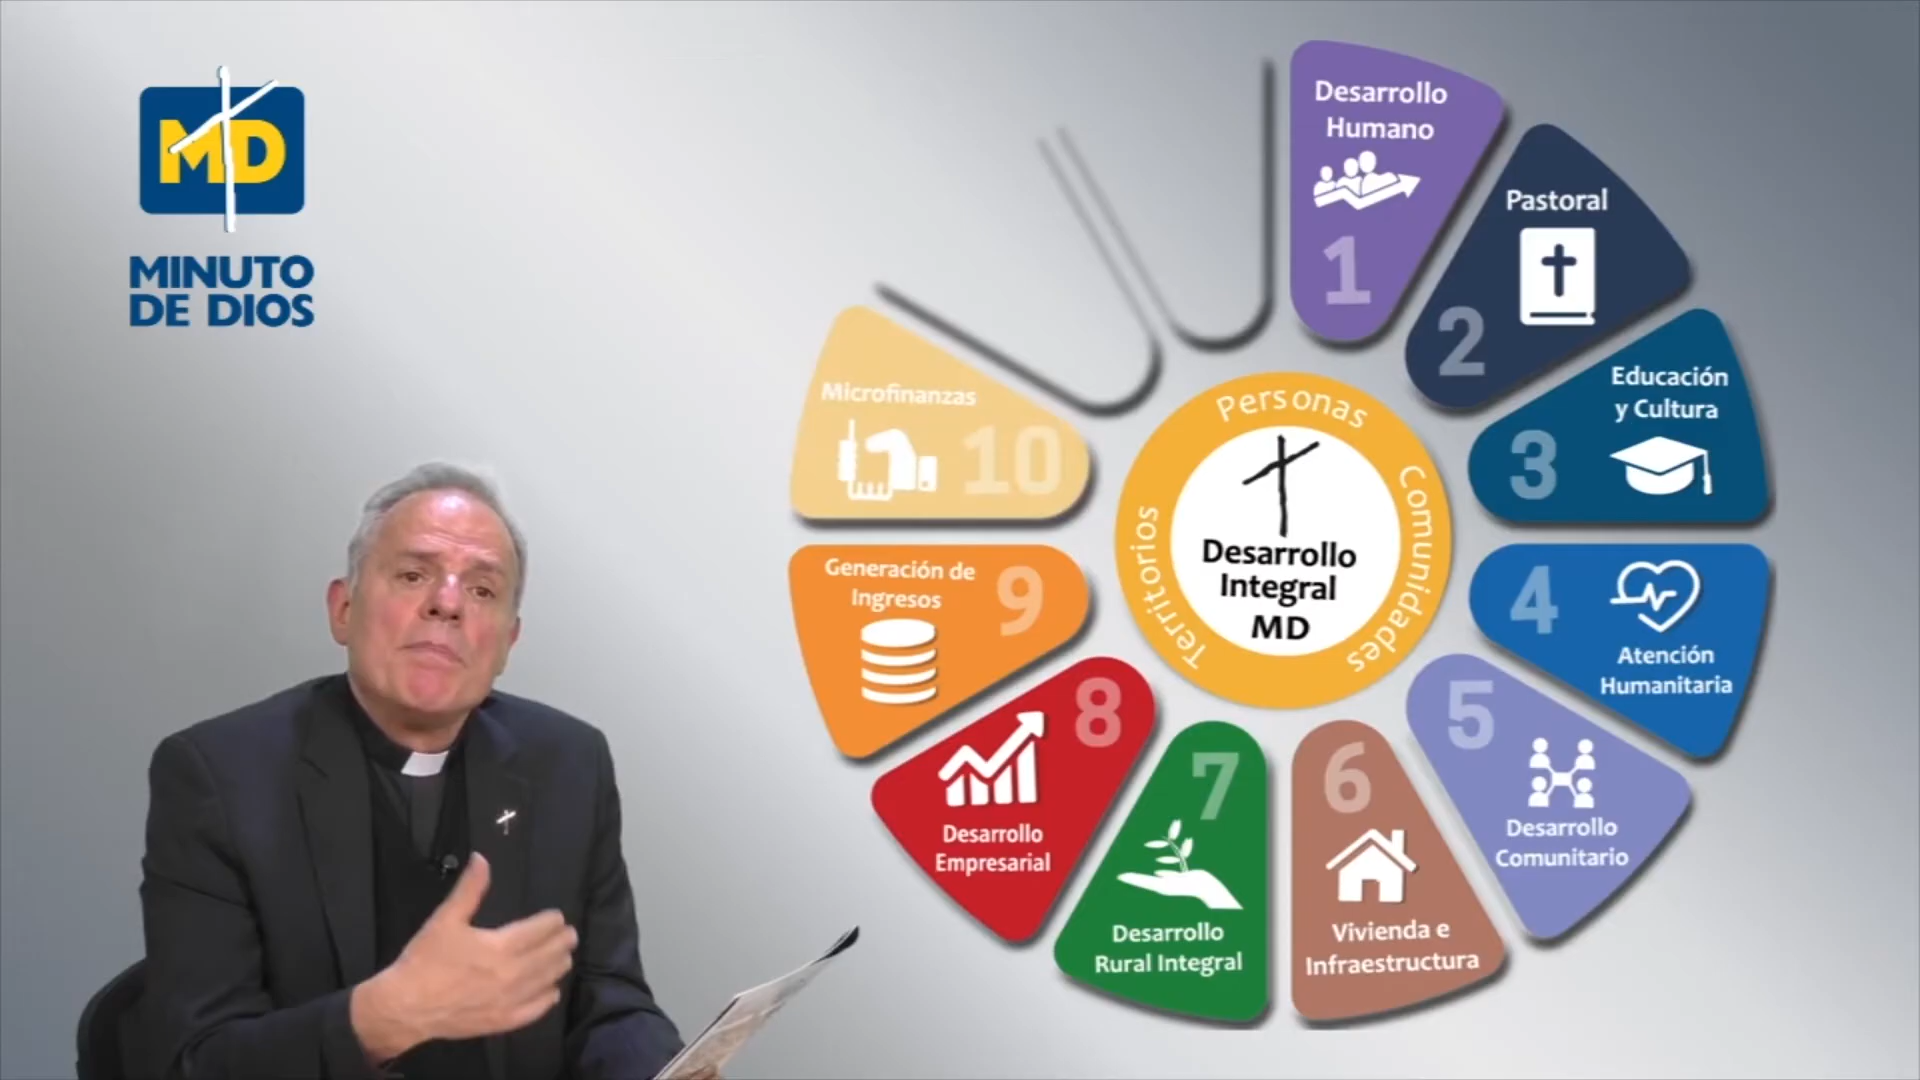 MD
MINUTO
DE DIOS
Desarrollo
Humano
1
Pastoral
2
Educación
y Cultura
3
4
Atención
Humanitaria
5
Desarrollo
Comunitario
6
Vivienda e
Infraestructura
7
Desarrollo
Rural Integral
8
Desarrollo
Empresarial
Generación de
Ingresos
9
Microfinanzas
10
Personas
Comunidades
Territorios
Desarrollo
Integral
MD